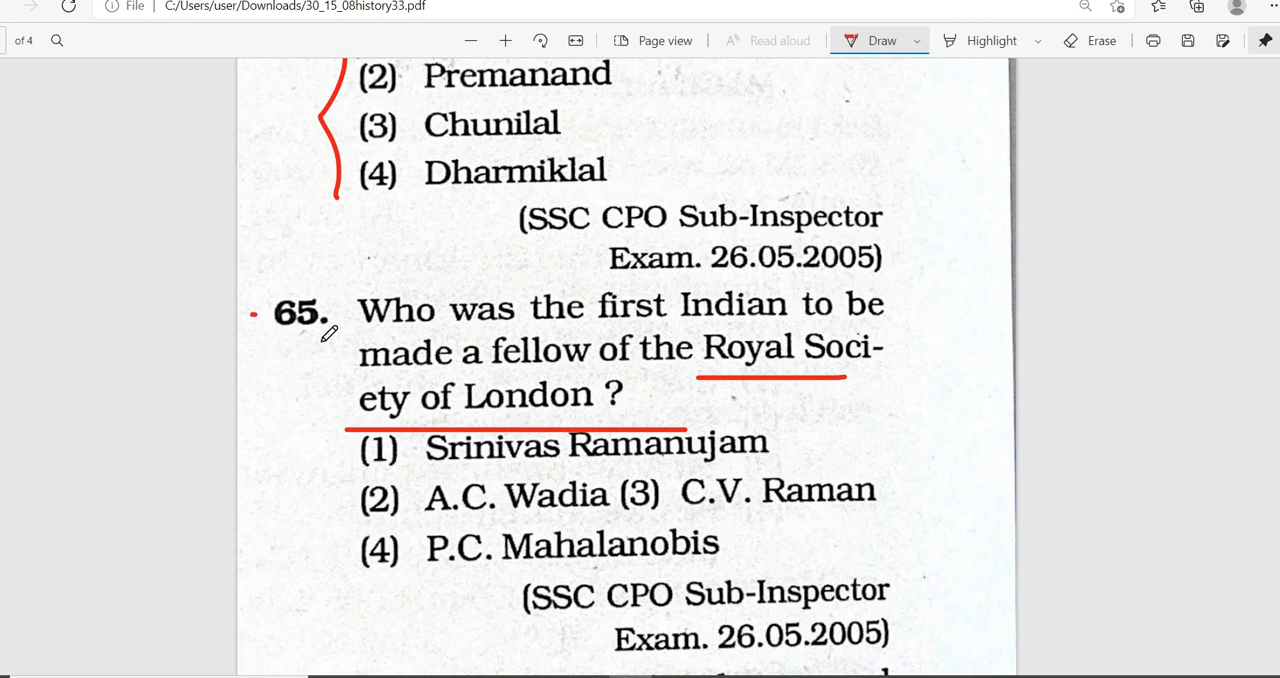 File C:/Users/user/Downloads/30_15_08history33.pdf
of 4 Page view Read aloud Draw Highlight Erase
(2) Premanand
(3) Chunilal
(4) Dharmiklal
(SSC CPO Sub-Inspector
Exam. 26.05.2005)
65. Who was the first Indian to be
made a fellow of the Royal Soci-
ety of London ?
(1) Srinivas Ramanujam
(2) A.C. Wadia (3) C.V. Raman
(4) P.C. Mahalanobis
(SSC CPO Sub-Inspector
Exam. 26.05.2005)